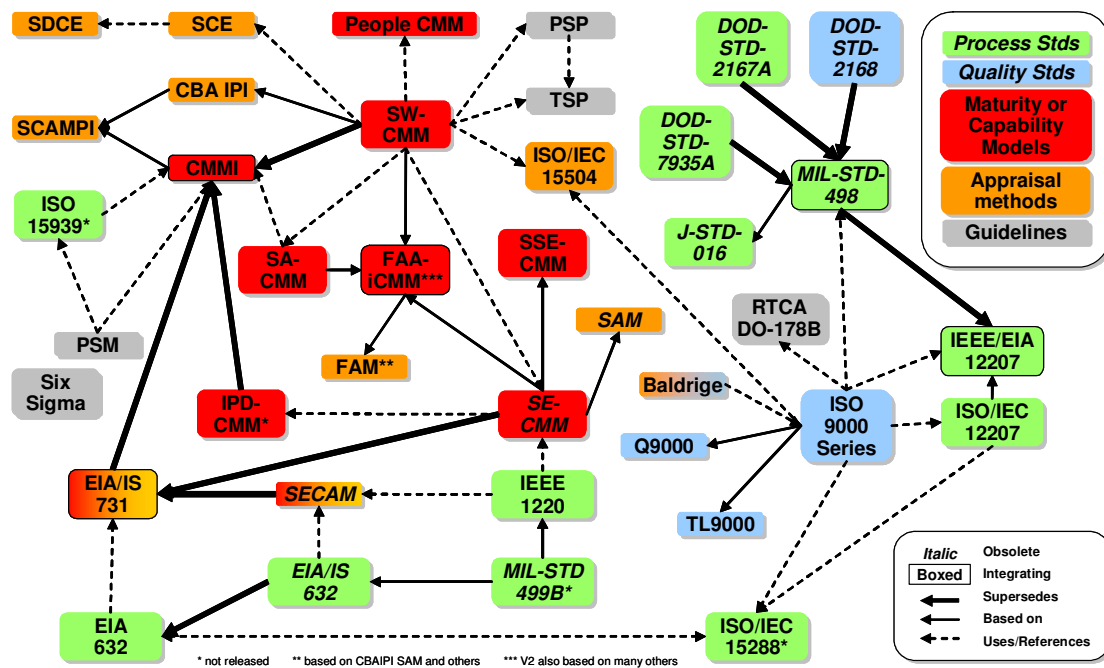 SDCE
SCE
People CMM
PSP
DOD-
STD-
2167A
DOD-
STD-
2168
Process Stds
Quality Stds
Maturity or
Capability
Models
Appraisal
methods
Guidelines
CBA IPI
TSP
SCAMPI
SW-
CMM
DOD-
STD-
7935A
CMMI
ISO/IEC
15504
MIL-STD-
498
ISO
15939*
J-STD-
016
SA-
CMM
FAA-
iCMM***
SSE-
CMM
RTCA
DO-178B
PSM
SAM
IEEE/EIA
12207
FAM**
Six
Sigma
Baldrige
IPD-
CMM*
SE-
CMM
ISO
9000
Series
ISO/IEC
12207
Q9000
EIA/IS
731
SECAM
IEEE
1220
TL9000
EIA/IS
632
MIL-STD
499B*
Italic Obsolete
Boxed Integrating
Supersedes
Based on
Uses/References
EIA
632
ISO/IEC
15288*
* not released ** based on CBAIPI SAM and others *** V2 also based on many others